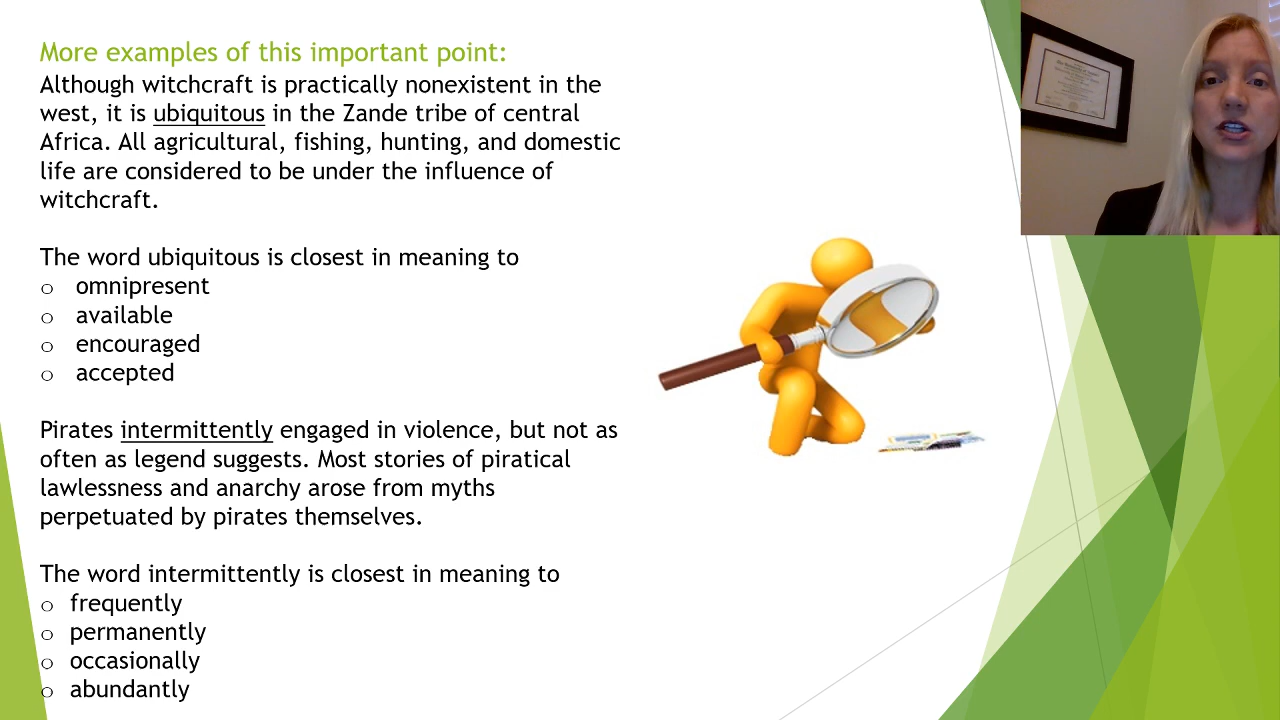 More examples of this important point:
Although witchcraft is practically nonexistent in the
west, it is ubiquitous in the Zande tribe of central
Africa. All agricultural, fishing, hunting, and domestic
life are considered to be under the influence of
witchcraft.
The word ubiquitous is closest in meaning to
o omnipresent
o available
o encouraged
o accepted
Pirates intermittently engaged in violence, but not as
often as legend suggests. Most stories of piratical
lawlessness and anarchy arose from myths
perpetuated by pirates themselves.
The word intermittently is closest in meaning to
o frequently
o permanently
o occasionally
o abundantly